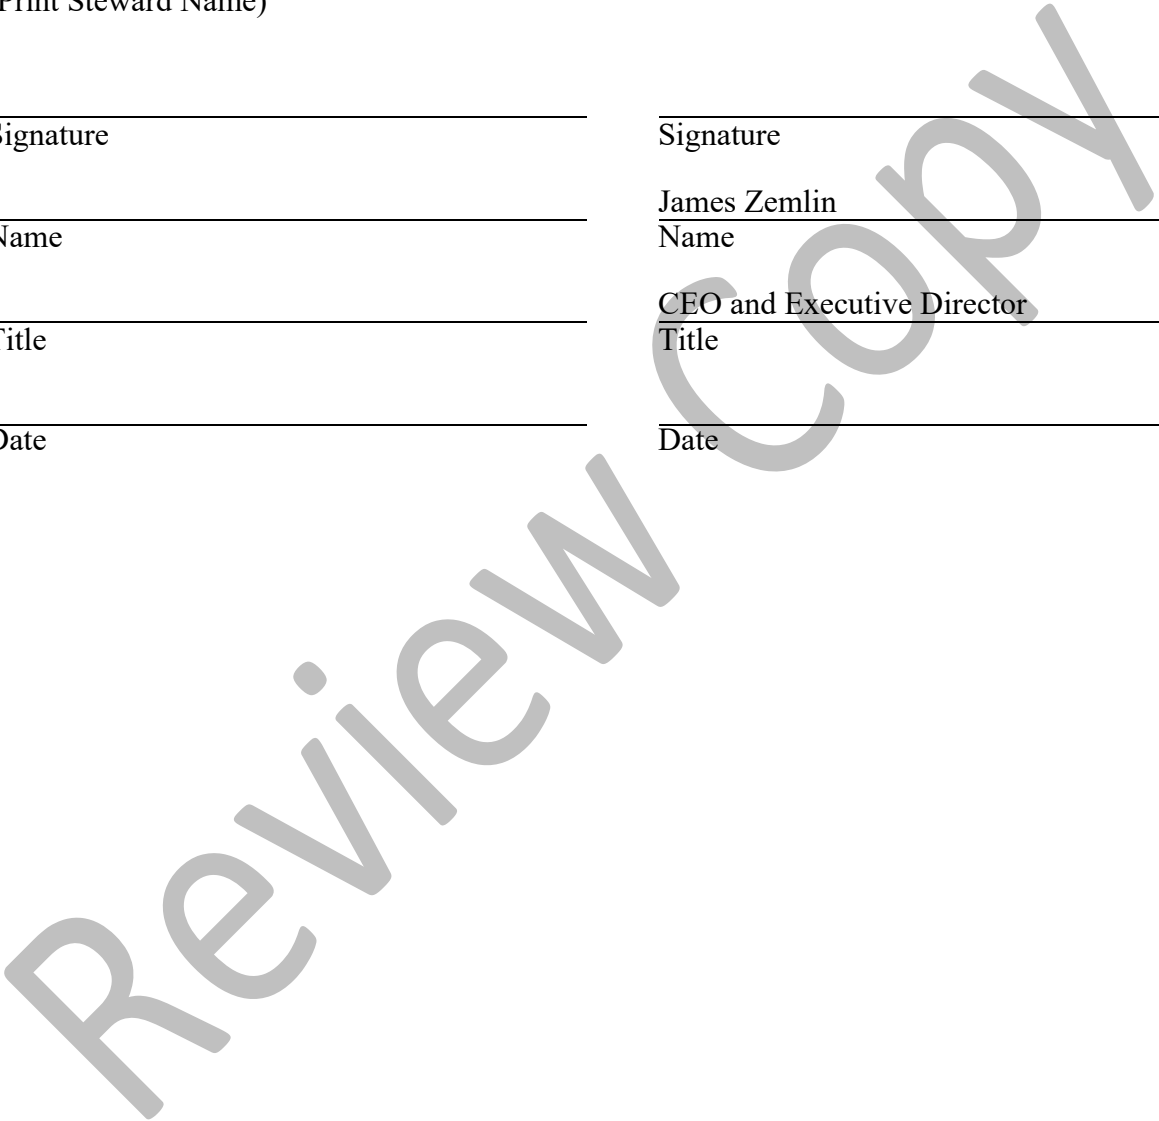 Print Steward Name)
Signature Signature
James Zemlin
Name Name
CEO and Executive Director
Title Title
Date Date
Review Copy